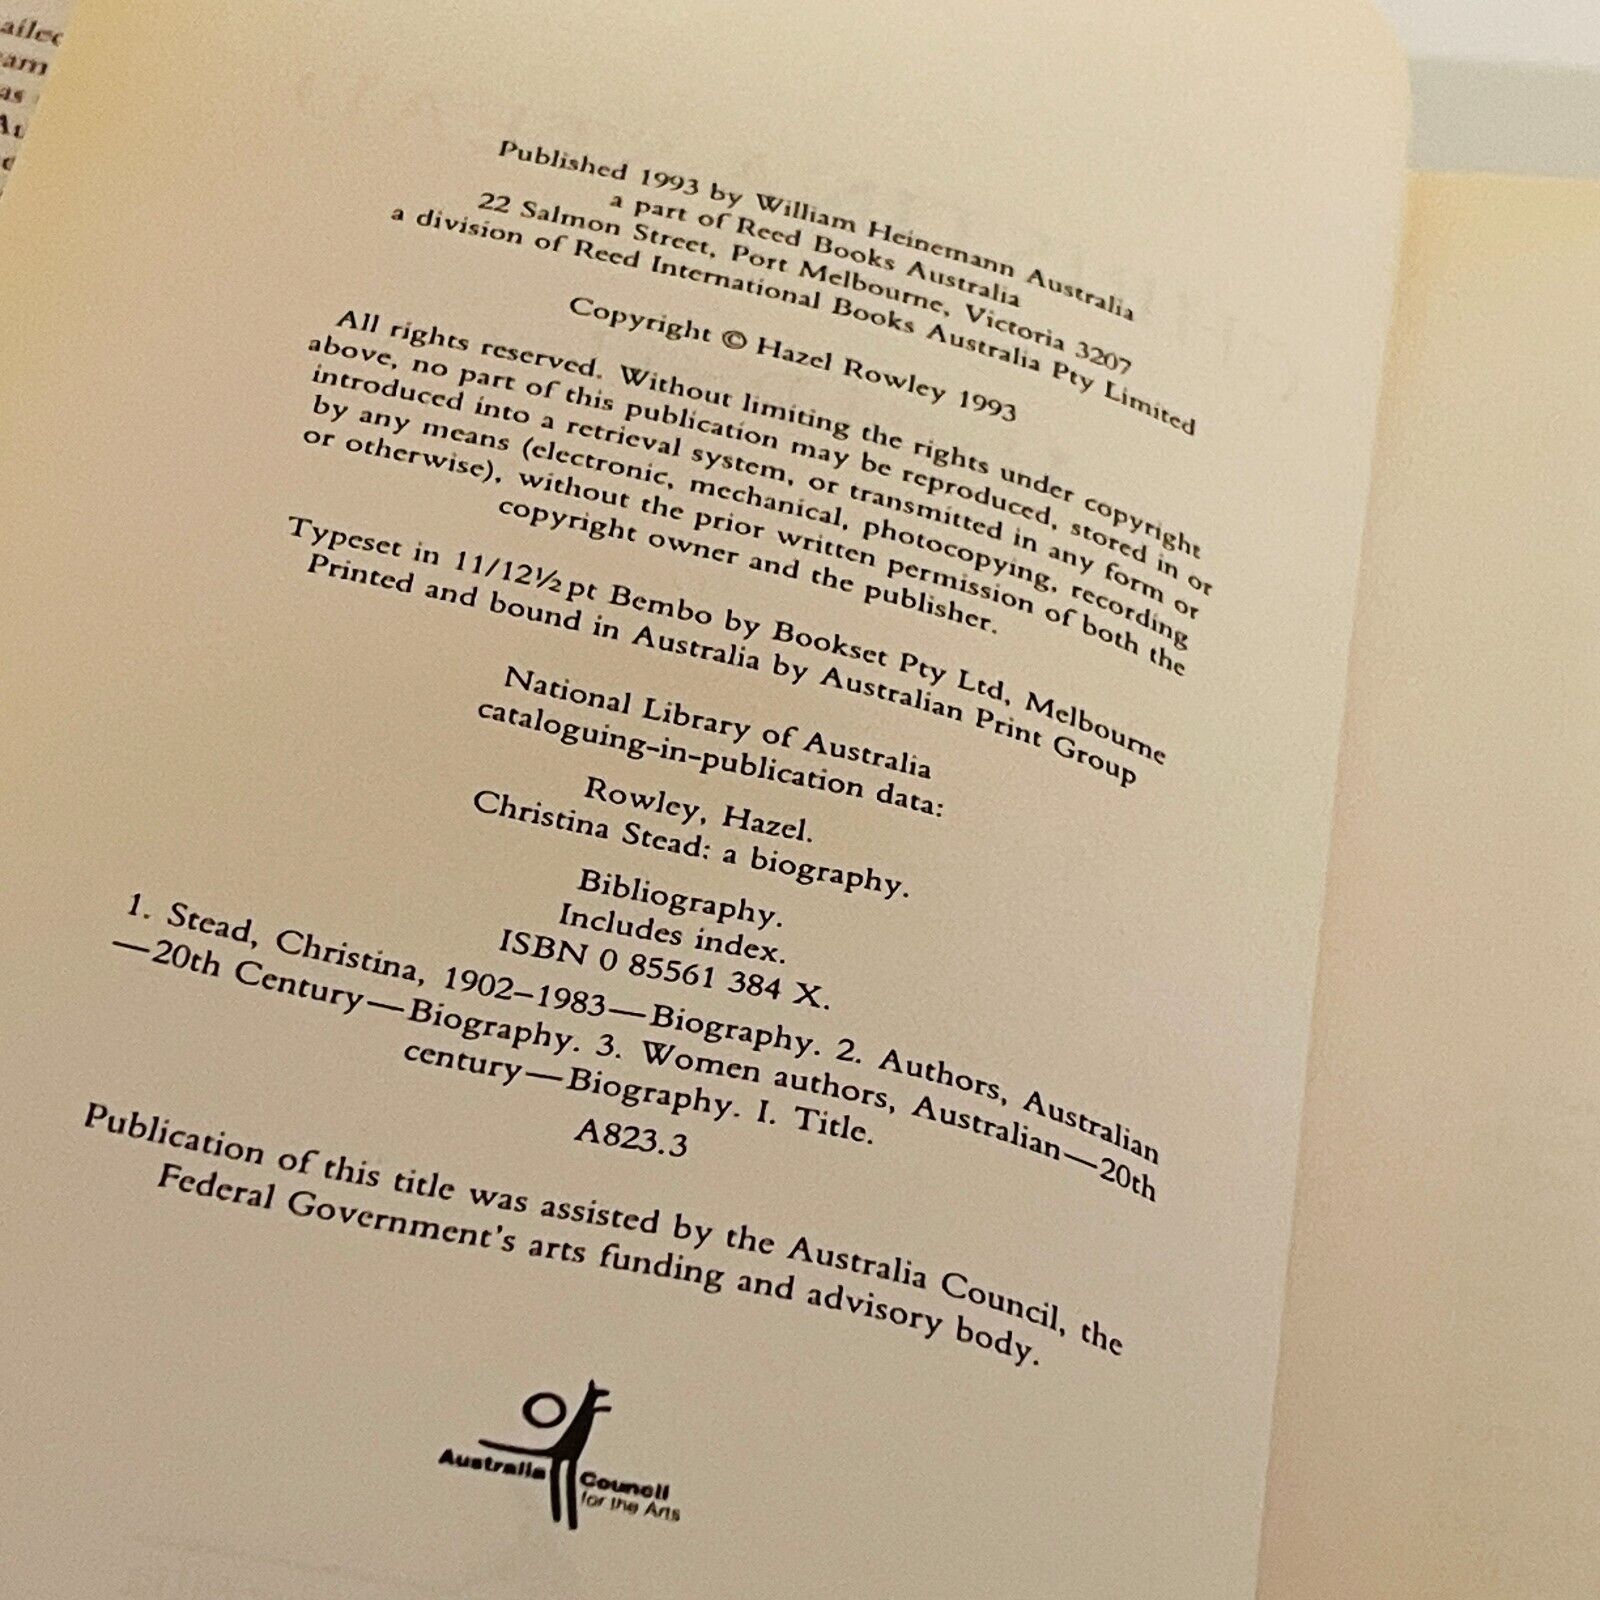 ailed
eam
as
Published 1993 by William Heinemann Australia
a part of Reed Books Australia
22 Salmon Street, Port Melbourne, Victoria 3207
a division of Reed International Books Australia Pty Limited
Copyright © Hazel Rowley 1993
All rights reserved. Without limiting the rights under copyright
above, no part of this publication may be reproduced, stored in or
introduced into a retrieval system, or transmitted in any form or
by any means (electronic, mechanical, photocopying, recording
or otherwise), without the prior written permission of both the
copyright owner and the publisher.
Typeset in 11/12½pt Bembo by Bookset Pty Ltd, Melbourne
Printed and bound in Australia by Australian Print Group
National Library of Australia
cataloguing-in-publication data:
Rowley, Hazel.
Christina Stead: a biography.
Bibliography.
Includes index.
ISBN 0 85561 384 X.
1. Stead, Christina, 1902–1983—Biography. 2. Authors, Australian
—20th Century—Biography. 3. Women authors, Australian—20th
century—Biography. I. Title.
A823.3
Publication of this title was assisted by the Australia Council, the
Federal Government's arts funding and advisory body.
Australia Council
for the Arts